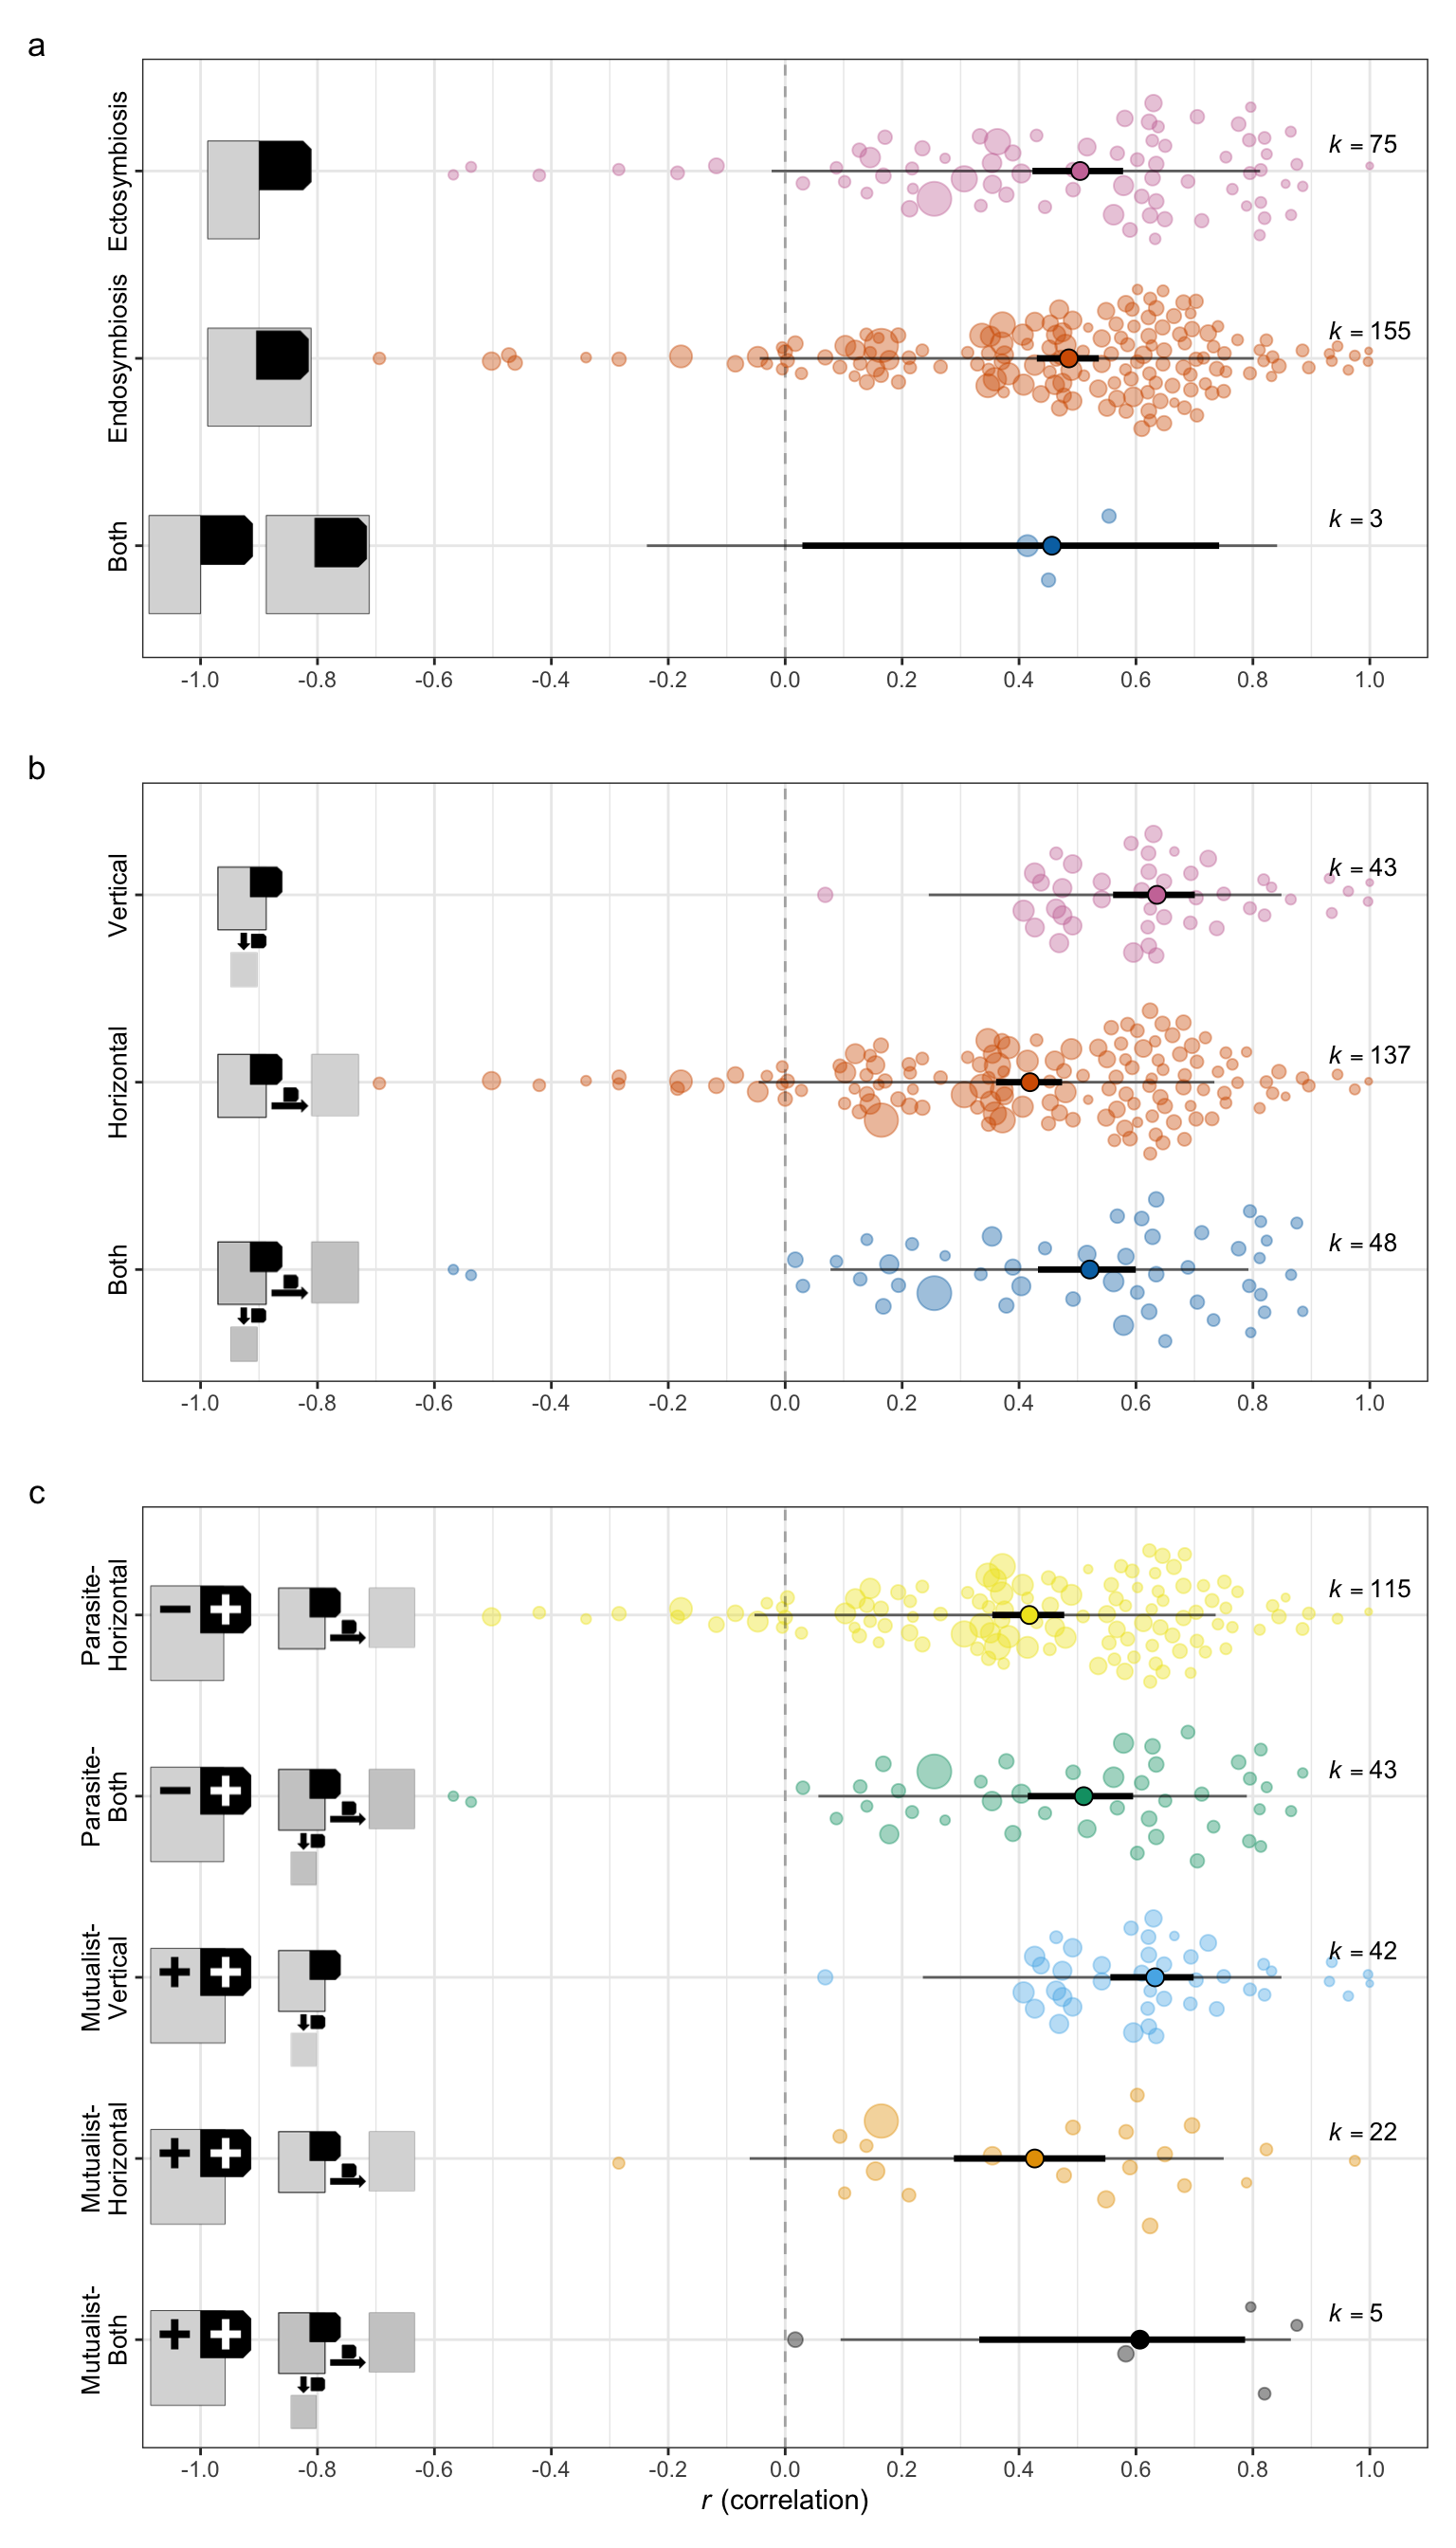 a
Ectosymbiosis
k = 75
Endosymbiosis
k = 155
Both
k = 3
-1.0 -0.8 -0.6 -0.4 -0.2 0.0 0.2 0.4 0.6 0.8 1.0
b
Vertical
k = 43
Horizontal
k = 137
Both
k = 48
-1.0 -0.8 -0.6 -0.4 -0.2 0.0 0.2 0.4 0.6 0.8 1.0
c
Parasite-
Horizontal
k = 115
Parasite-
Both
k = 43
Mutualist-
Vertical
k = 42
Mutualist-
Horizontal
k = 22
Mutualist-
Both
k = 5
-1.0 -0.8 -0.6 -0.4 -0.2 0.0 0.2 0.4 0.6 0.8 1.0
r (correlation)